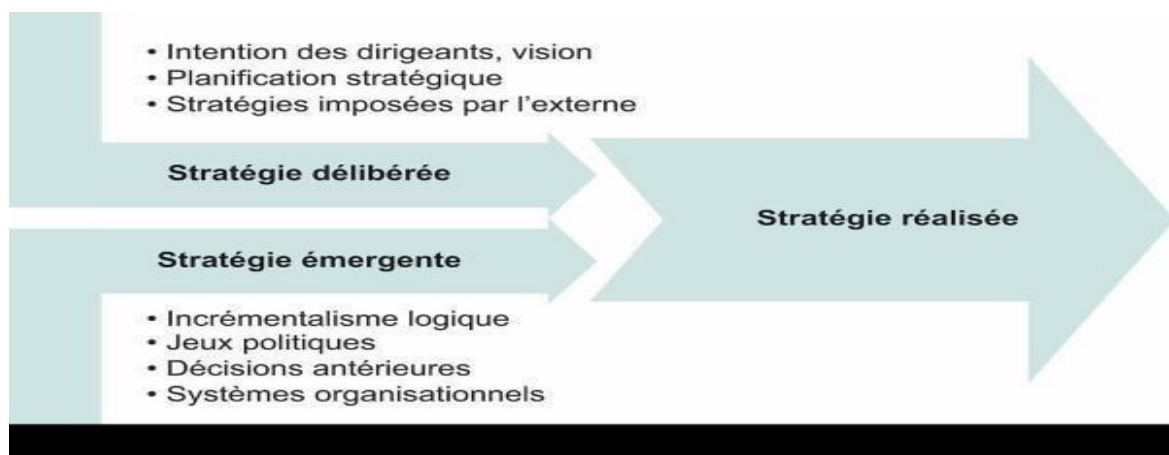 • Intention des dirigeants, vision
• Planification stratégique
• Stratégies imposées par l'externe
Stratégie délibérée
Stratégie réalisée
Stratégie émergente
• Incrémentalisme logique
• Jeux politiques
• Décisions antérieures
• Systèmes organisationnels